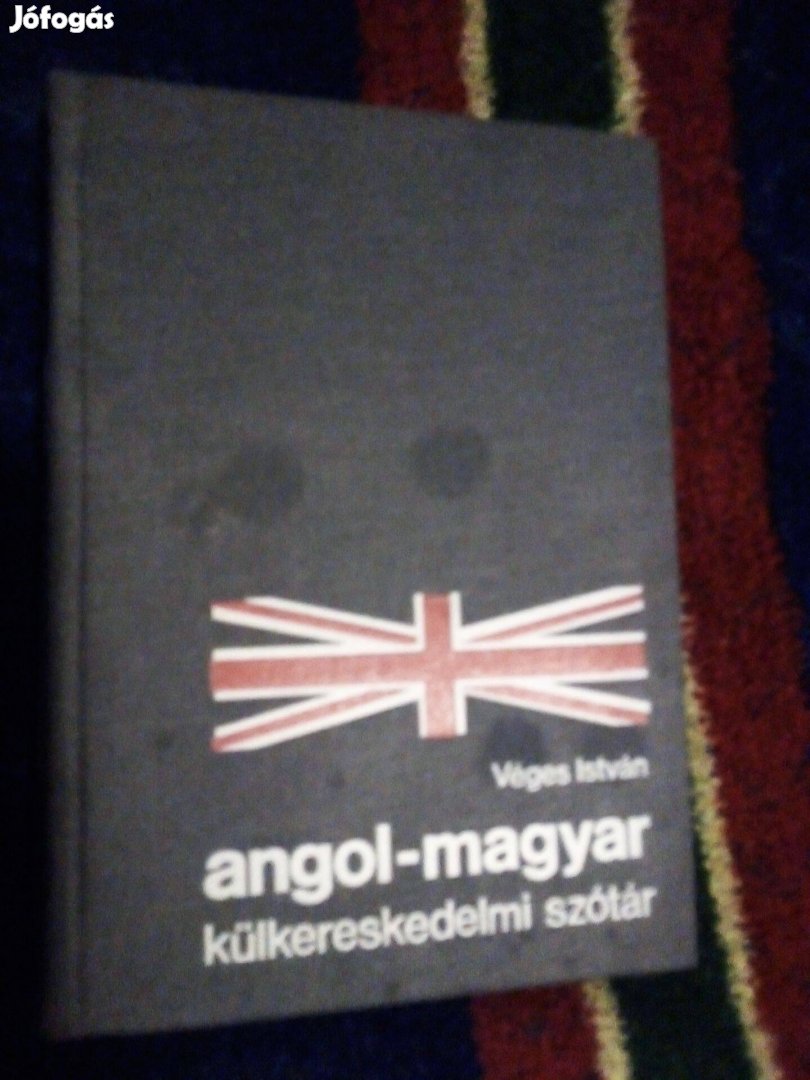 Jófogás
Véges István
angol-magyar
külkereskedelmi szótár